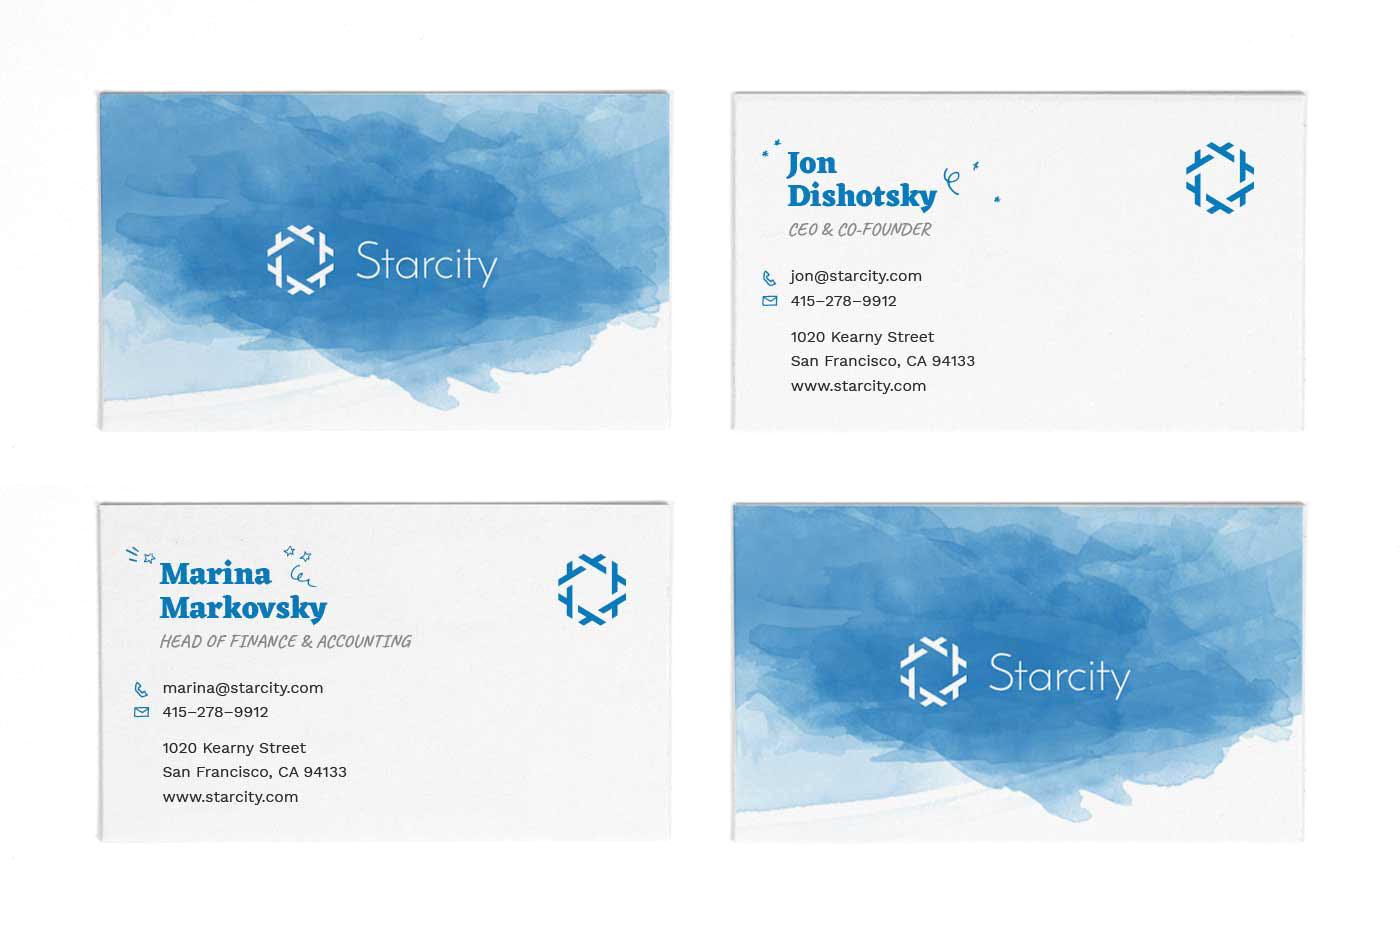 Starcity
Jon
Dishotsky
CEO & CO-FOUNDER
jon@starcity.com
415–278–9912
1020 Kearny Street
San Francisco, CA 94133
www.starcity.com
Marina
Markovsky
HEAD OF FINANCE & ACCOUNTING
marina@starcity.com
415–278–9912
1020 Kearny Street
San Francisco, CA 94133
www.starcity.com
Starcity